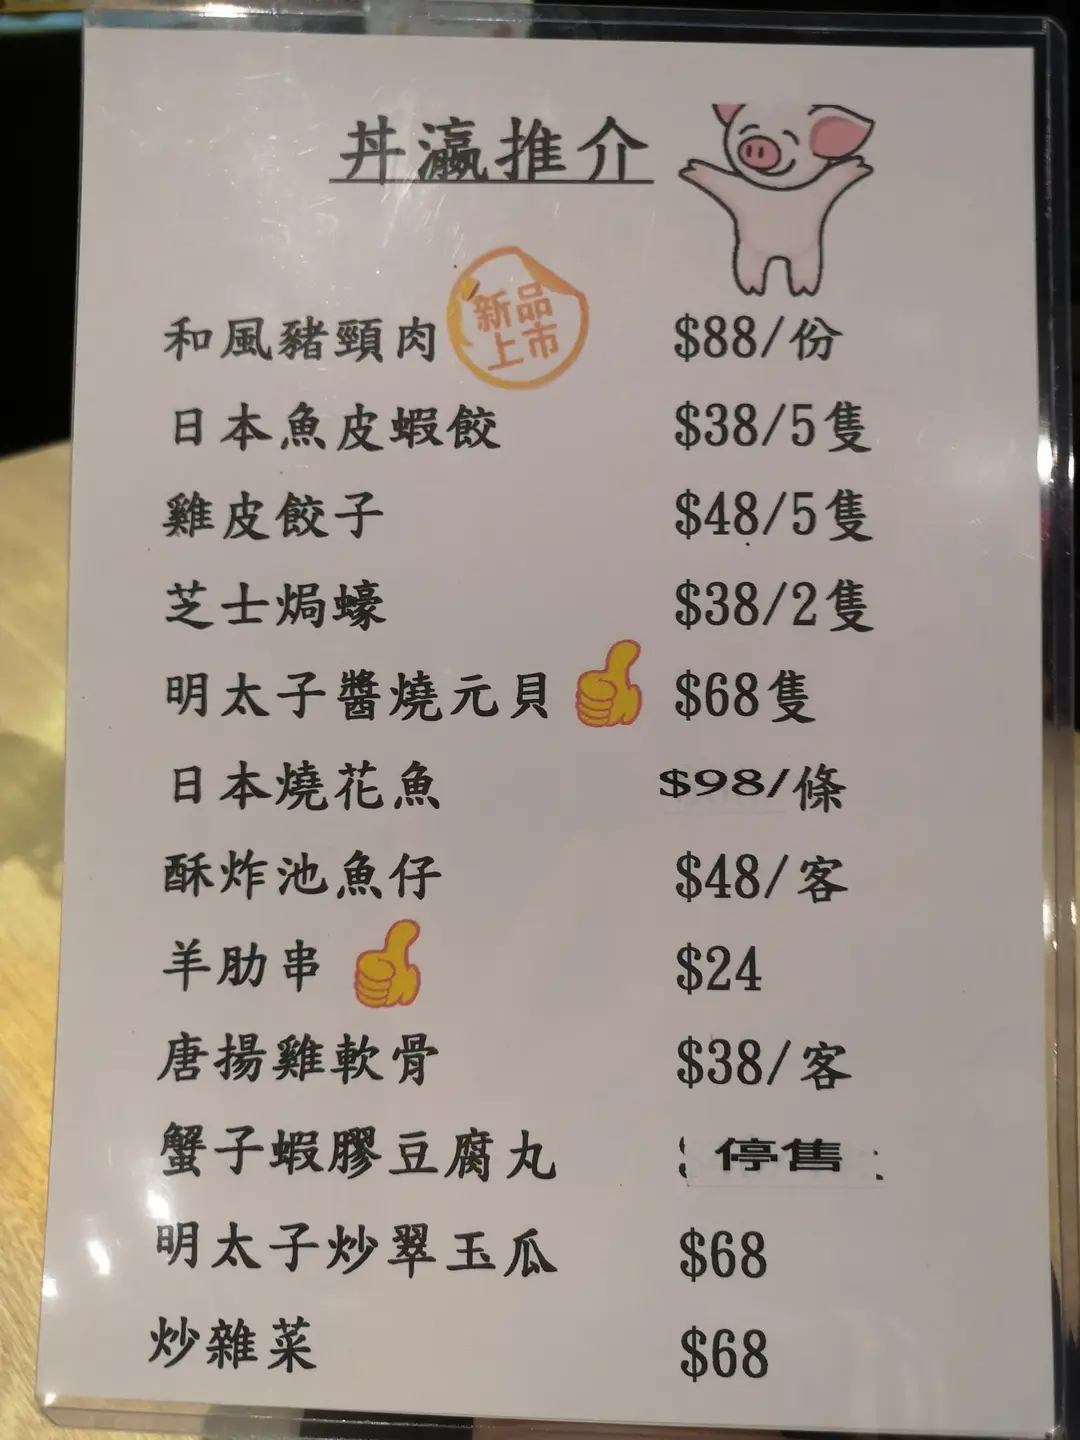 丼瀛推介
新品
上市
和風豬頸肉 $88/份
日本魚皮蝦餃 $38/5隻
雞皮餃子 $48/5隻
芝士焗蠔 $38/2隻
明太子醬燒元貝 $68隻
日本燒花魚 $98/條
酥炸池魚仔 $48/客
羊肋串 $24
唐揚雞軟骨 $38/客
蟹子蝦膠豆腐丸 停售
明太子炒翠玉瓜 $68
炒雜菜 $68